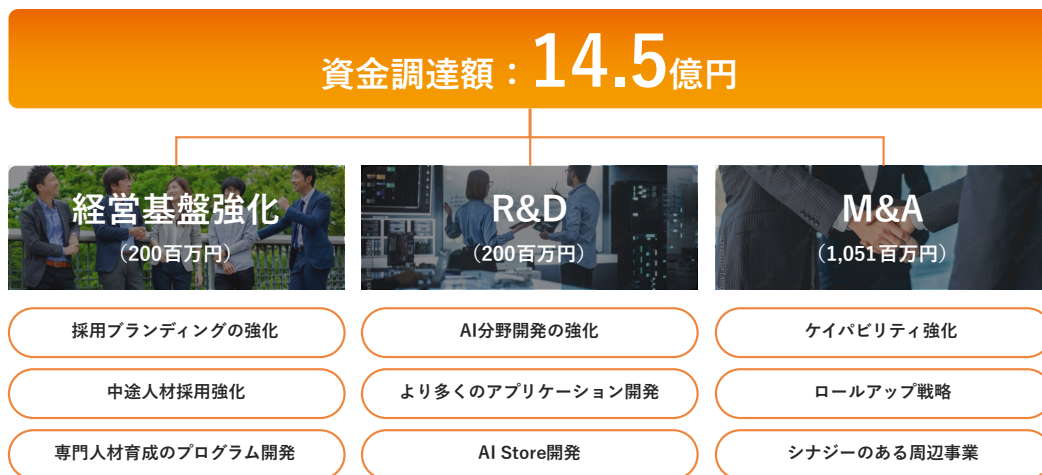 資金調達額：14.5億円
経営基盤強化
（200百万円）
R&D
（200百万円）
M&A
（1,051百万円）
採用ブランディングの強化
中途人材採用強化
専門人材育成のプログラム開発
AI分野開発の強化
より多くのアプリケーション開発
AI Store開発
ケイパビリティ強化
ロールアップ戦略
シナジーのある周辺事業